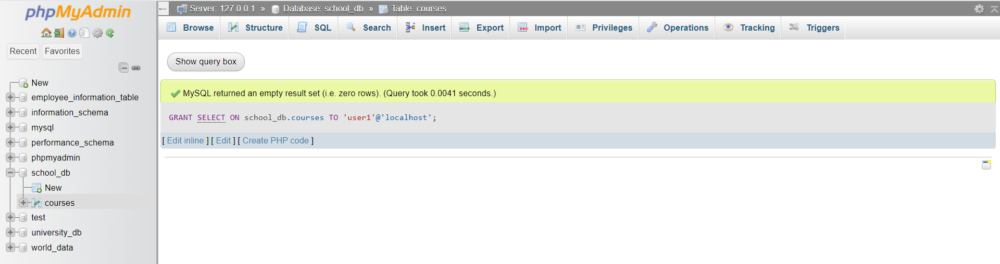 phpMyAdmin
Recent Favorites
New
employee_information_table
information_schema
mysql
performance_schema
phpmyadmin
school_db
New
courses
test
university_db
world_data
Server: 127.0.0.1 » Database: school_db » Table: courses
Browse Structure SQL Search Insert Export Import Privileges Operations Tracking Triggers
Show query box
MySQL returned an empty result set (i.e. zero rows). (Query took 0.0041 seconds.)
GRANT SELECT ON school_db.courses TO 'user1'@'localhost';
[ Edit inline ] [ Edit ] [ Create PHP code ]